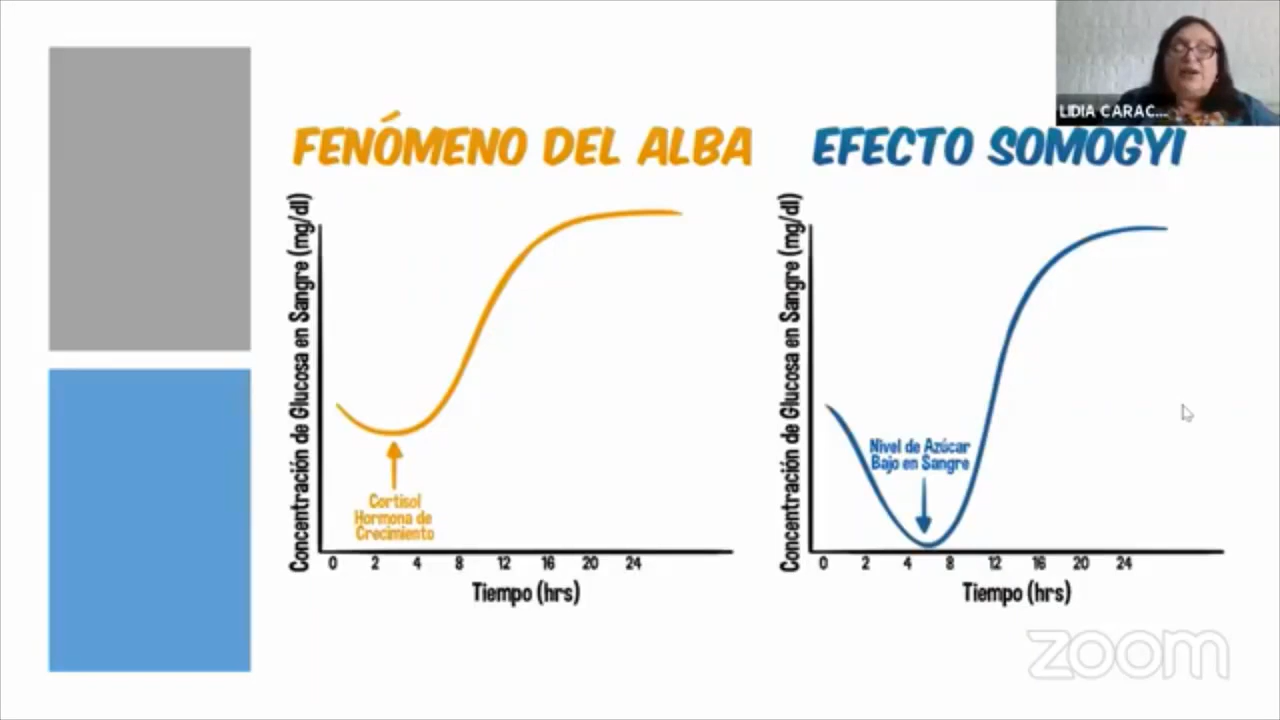 LIDIA CARAC...
FENÓMENO DEL ALBA
EFECTO SOMOGYI
Concentración de Glucosa en Sangre (mg/dl)
Cortisol
Hormona de
Crecimiento
0 2 4 8 12 16 20 24
Tiempo (hrs)
Concentración de Glucosa en Sangre (mg/dl)
Nivel de Azúcar
Bajo en Sangre
0 2 4 8 12 16 20 24
Tiempo (hrs)
zoom